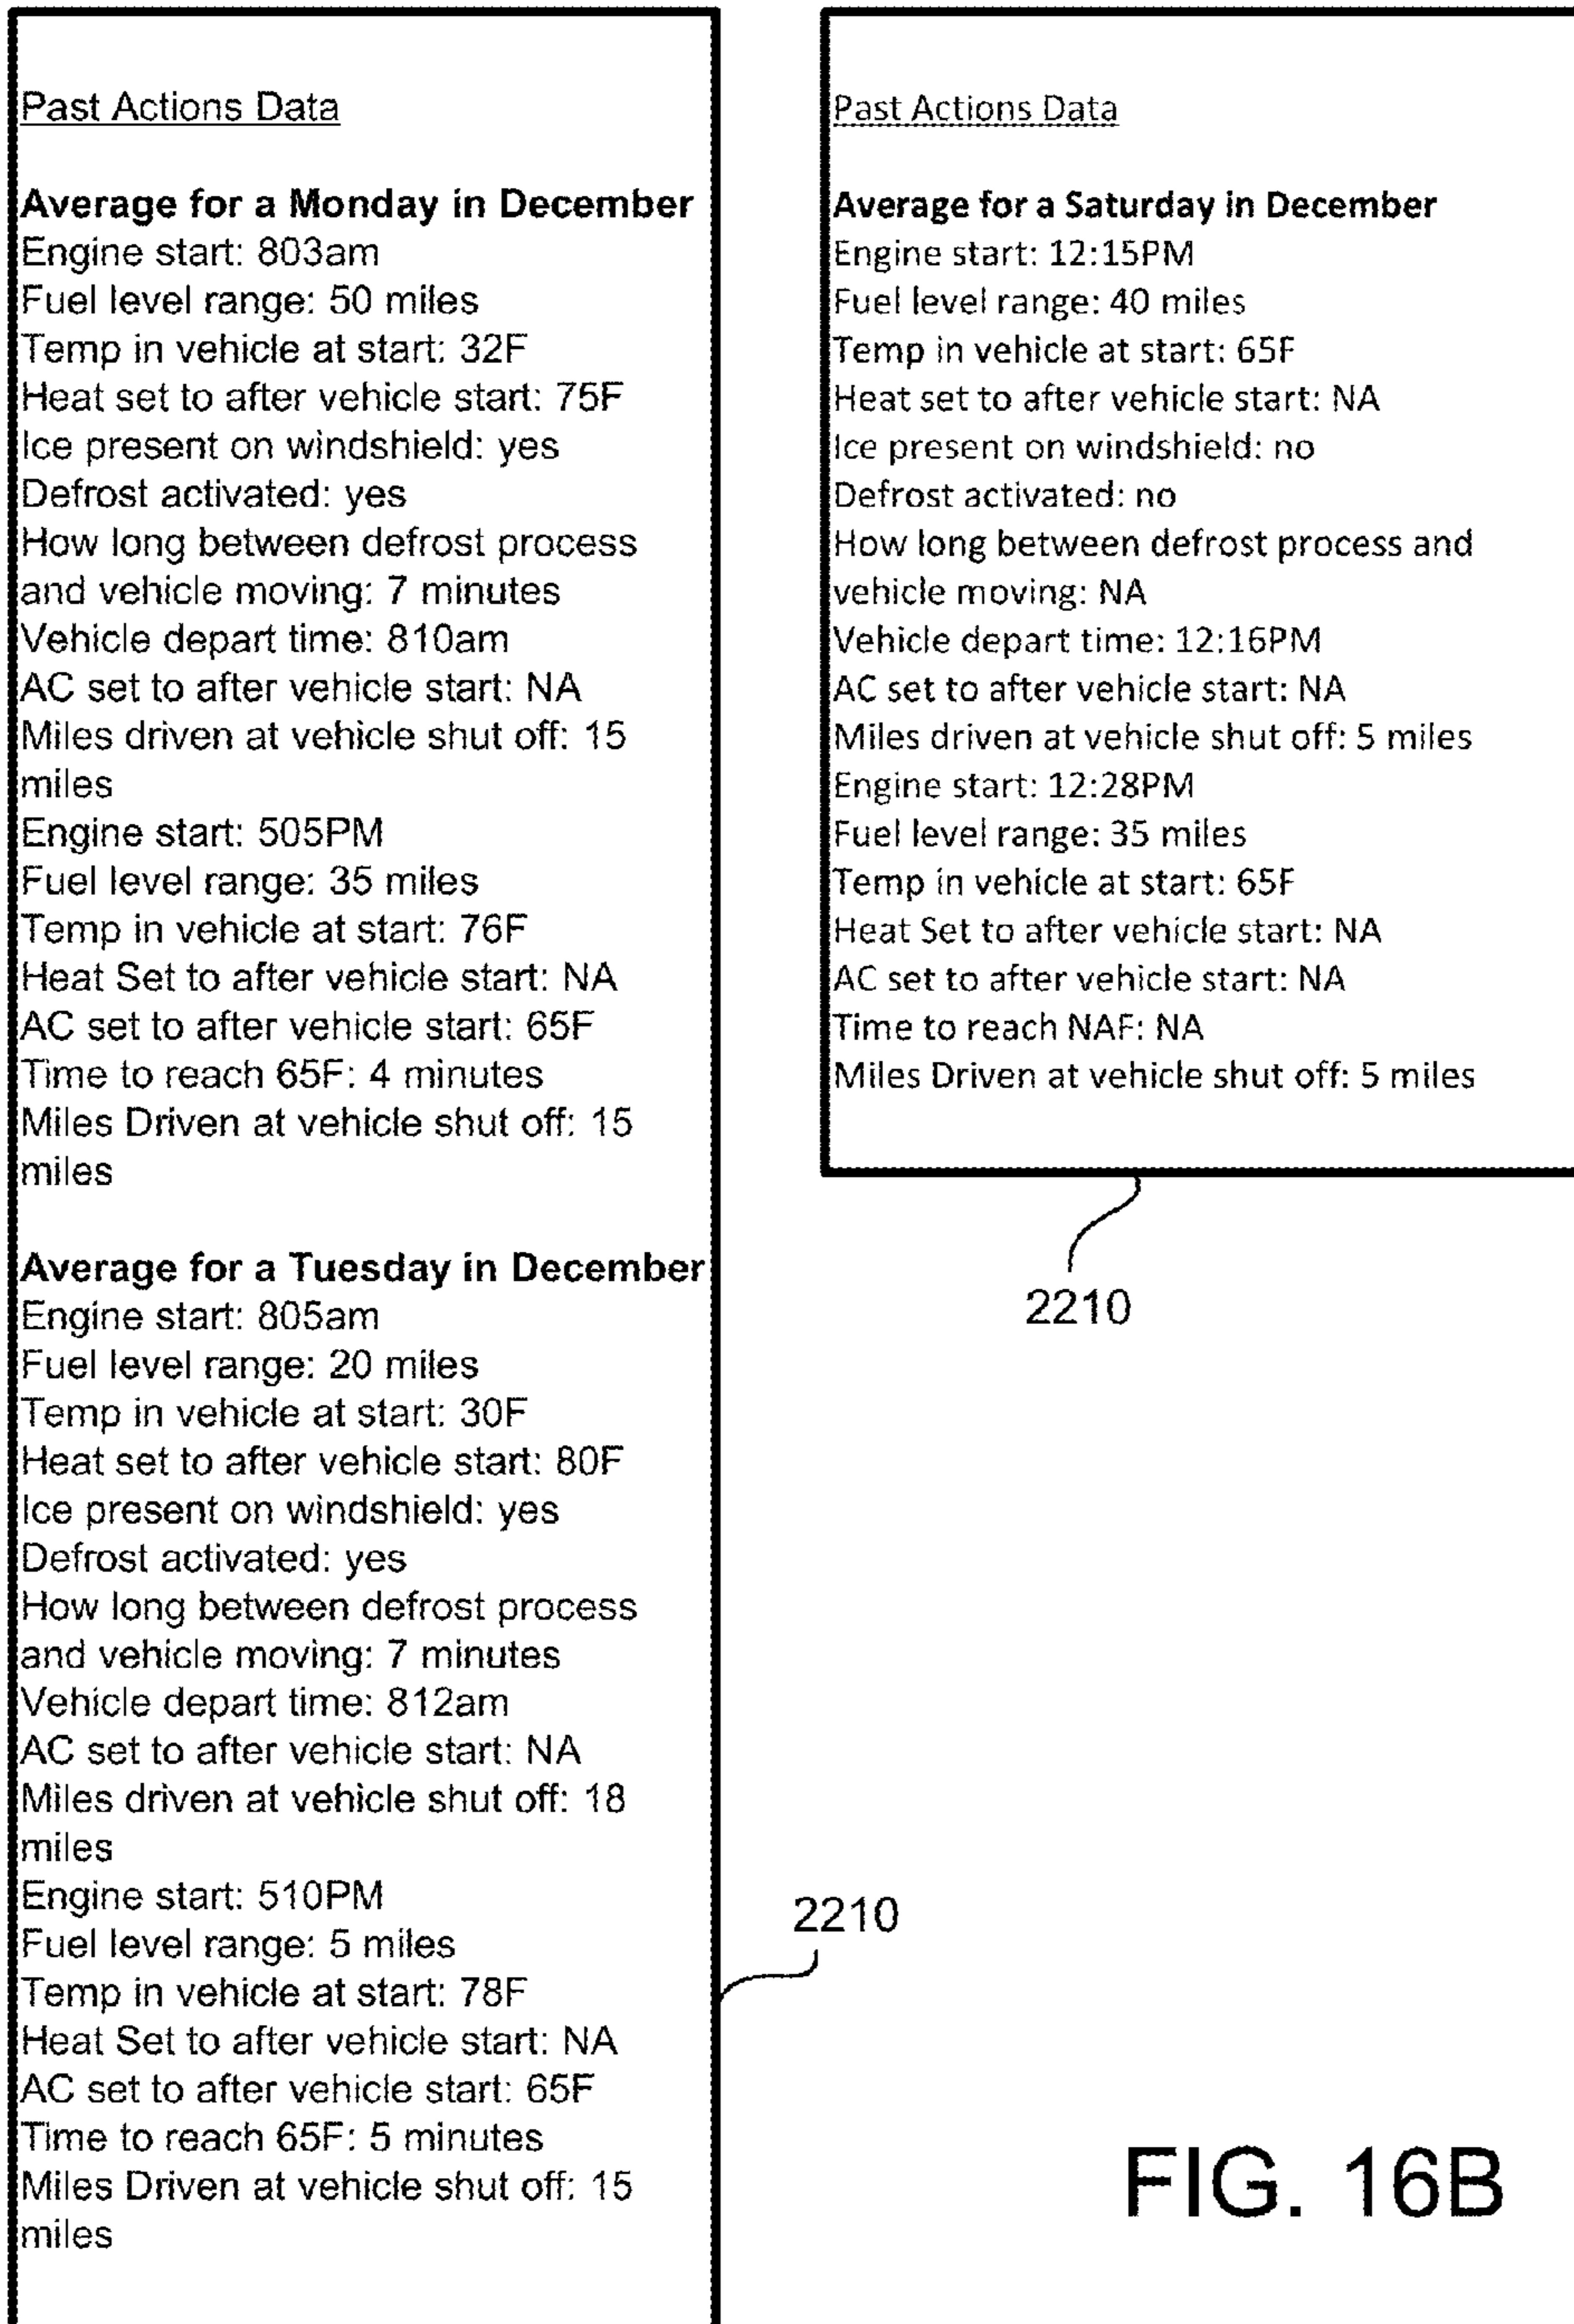 Past Actions Data
Average for a Monday in December
Engine start: 803am
Fuel level range: 50 miles
Temp in vehicle at start: 32F
Heat set to after vehicle start: 75F
Ice present on windshield: yes
Defrost activated: yes
How long between defrost process
and vehicle moving: 7 minutes
Vehicle depart time: 810am
AC set to after vehicle start: NA
Miles driven at vehicle shut off: 15
miles
Engine start: 505PM
Fuel level range: 35 miles
Temp in vehicle at start: 76F
Heat Set to after vehicle start: NA
AC set to after vehicle start: 65F
Time to reach 65F: 4 minutes
Miles Driven at vehicle shut off: 15
miles
Average for a Tuesday in December
Engine start: 805am
Fuel level range: 20 miles
Temp in vehicle at start: 30F
Heat set to after vehicle start: 80F
Ice present on windshield: yes
Defrost activated: yes
How long between defrost process
and vehicle moving: 7 minutes
Vehicle depart time: 812am
AC set to after vehicle start: NA
Miles driven at vehicle shut off: 18
miles
Engine start: 510PM
Fuel level range: 5 miles
Temp in vehicle at start: 78F
Heat Set to after vehicle start: NA
AC set to after vehicle start: 65F
Time to reach 65F: 5 minutes
Miles Driven at vehicle shut off: 15
miles
2210
Past Actions Data
Average for a Saturday in December
Engine start: 12:15PM
Fuel level range: 40 miles
Temp in vehicle at start: 65F
Heat set to after vehicle start: NA
Ice present on windshield: no
Defrost activated: no
How long between defrost process and
vehicle moving: NA
Vehicle depart time: 12:16PM
AC set to after vehicle start: NA
Miles driven at vehicle shut off: 5 miles
Engine start: 12:28PM
Fuel level range: 35 miles
Temp in vehicle at start: 65F
Heat Set to after vehicle start: NA
AC set to after vehicle start: NA
Time to reach NAF: NA
Miles Driven at vehicle shut off: 5 miles
2210
FIG. 16B